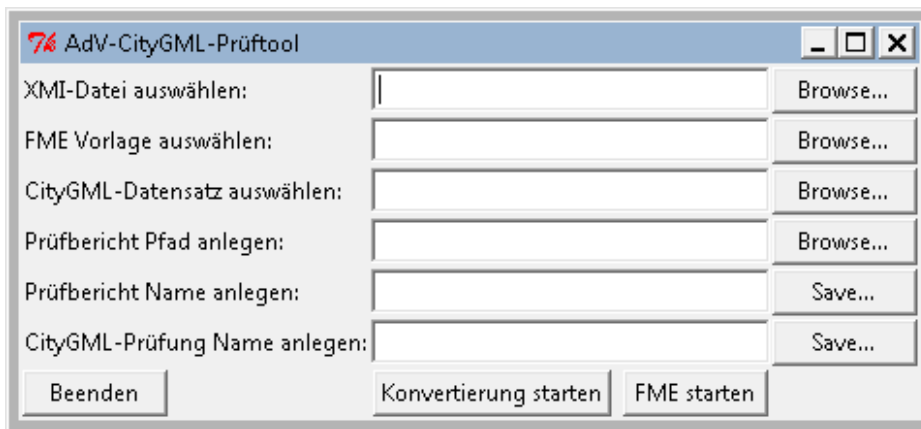 AdV-CityGML-Prüftool
XMI-Datei auswählen: Browse...
FME Vorlage auswählen: Browse...
CityGML-Datensatz auswählen: Browse...
Prüfbericht Pfad anlegen: Browse...
Prüfbericht Name anlegen: Save...
CityGML-Prüfung Name anlegen: Save...
Beenden Konvertierung starten FME starten